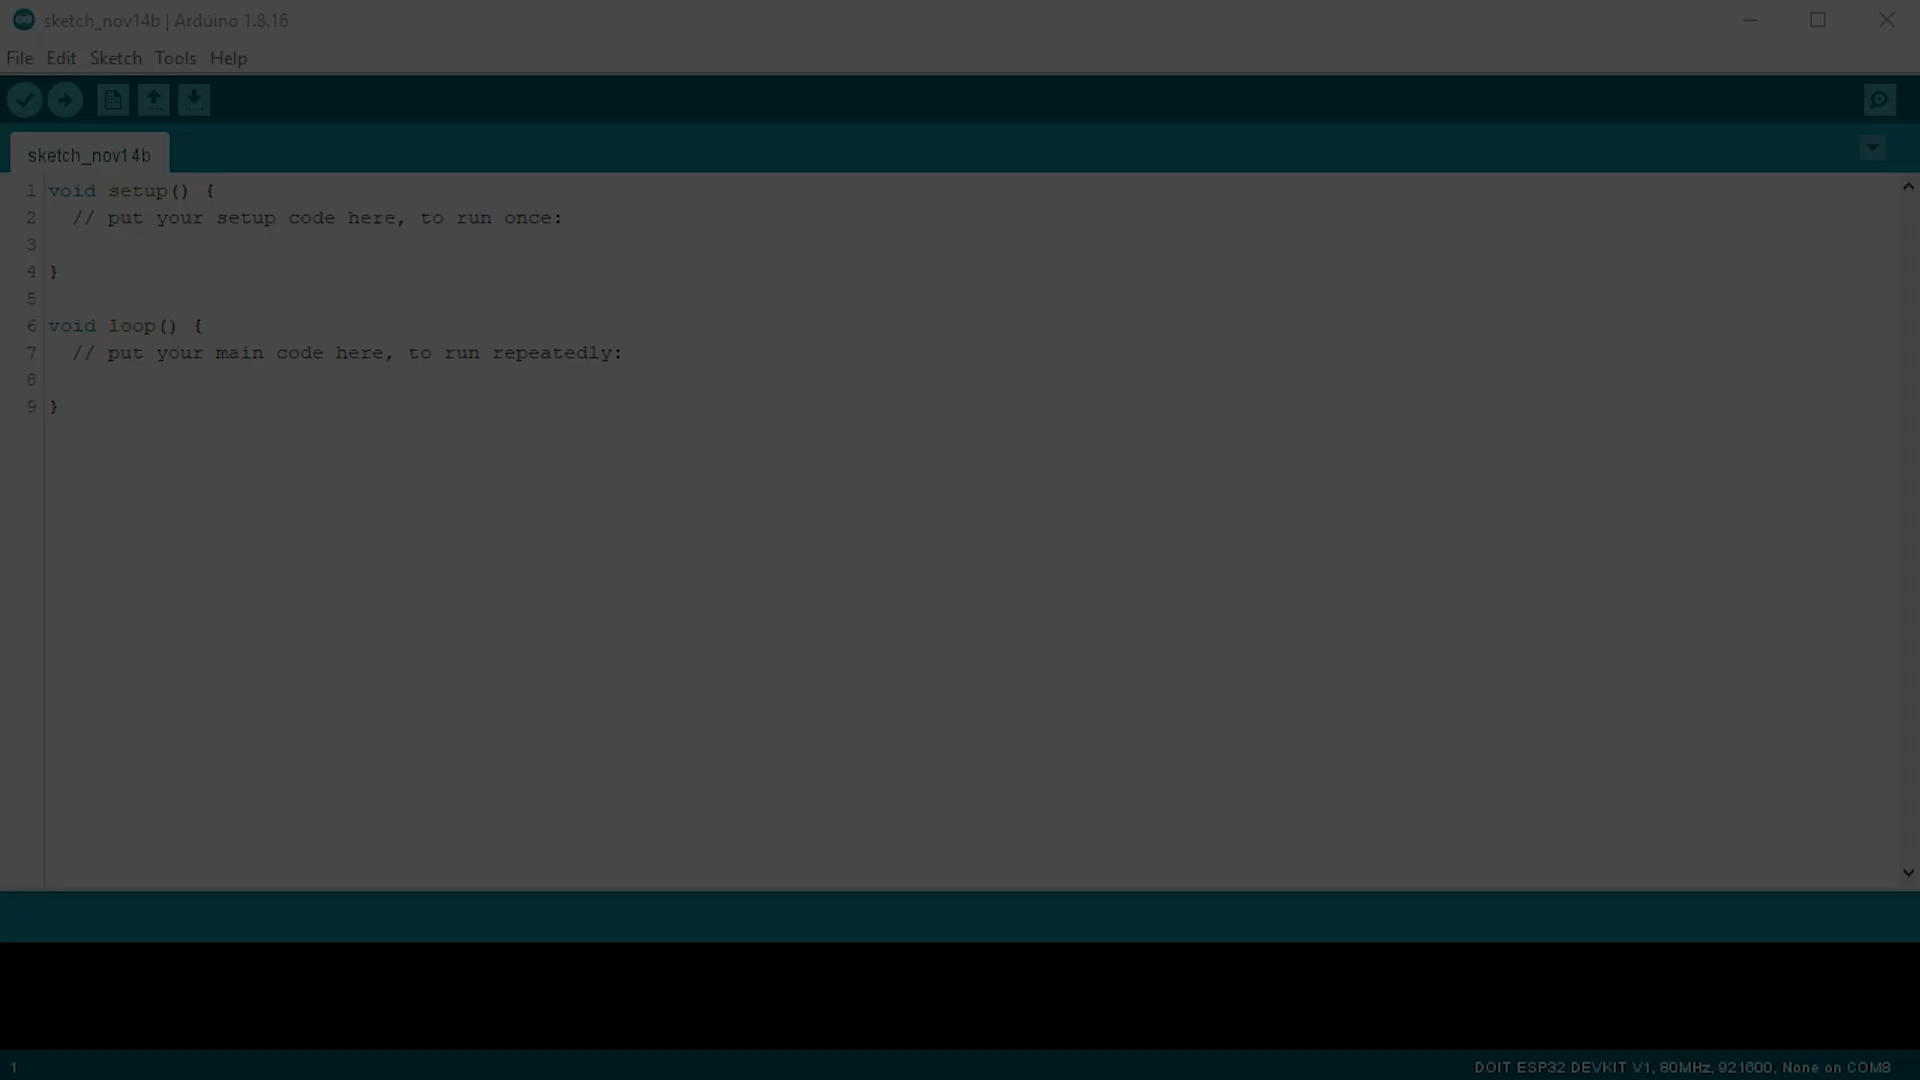 sketch_nov14b | Arduino 1.8.16
File Edit Sketch Tools Help
sketch_nov14b
1 void setup() {
2 // put your setup code here, to run once:
3
4 }
5
6 void loop() {
7 // put your main code here, to run repeatedly:
8
9 }
1 DOIT ESP32 DEVKIT V1, 80MHz, 921600, None on COM8